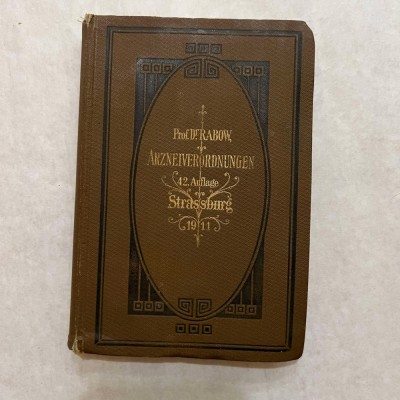 Prof. Dr RABOW,
ARZNEIVERORDNUNGEN
42. Auflage
Strassburg
1911